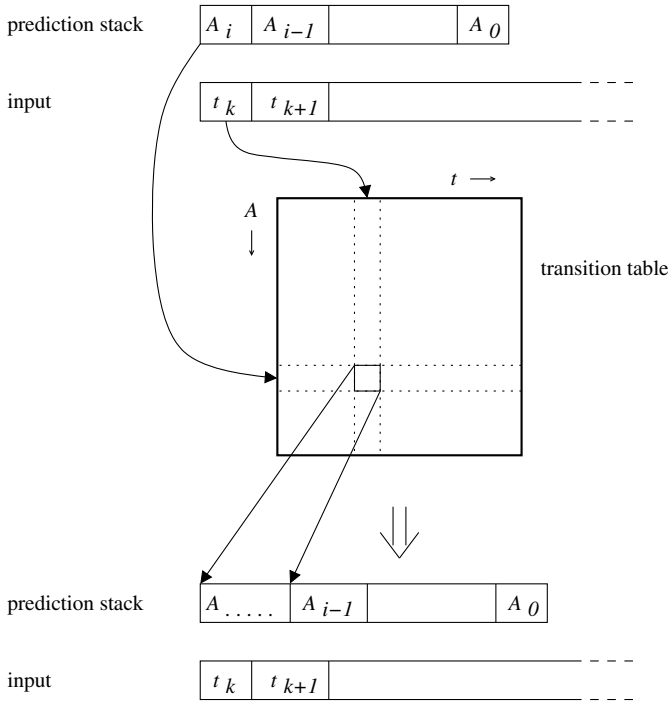 prediction stack A i A i−1 A 0
input t k t k+1
t
A
transition table
prediction stack A . . . . . A i−1 A 0
input t k t k+1